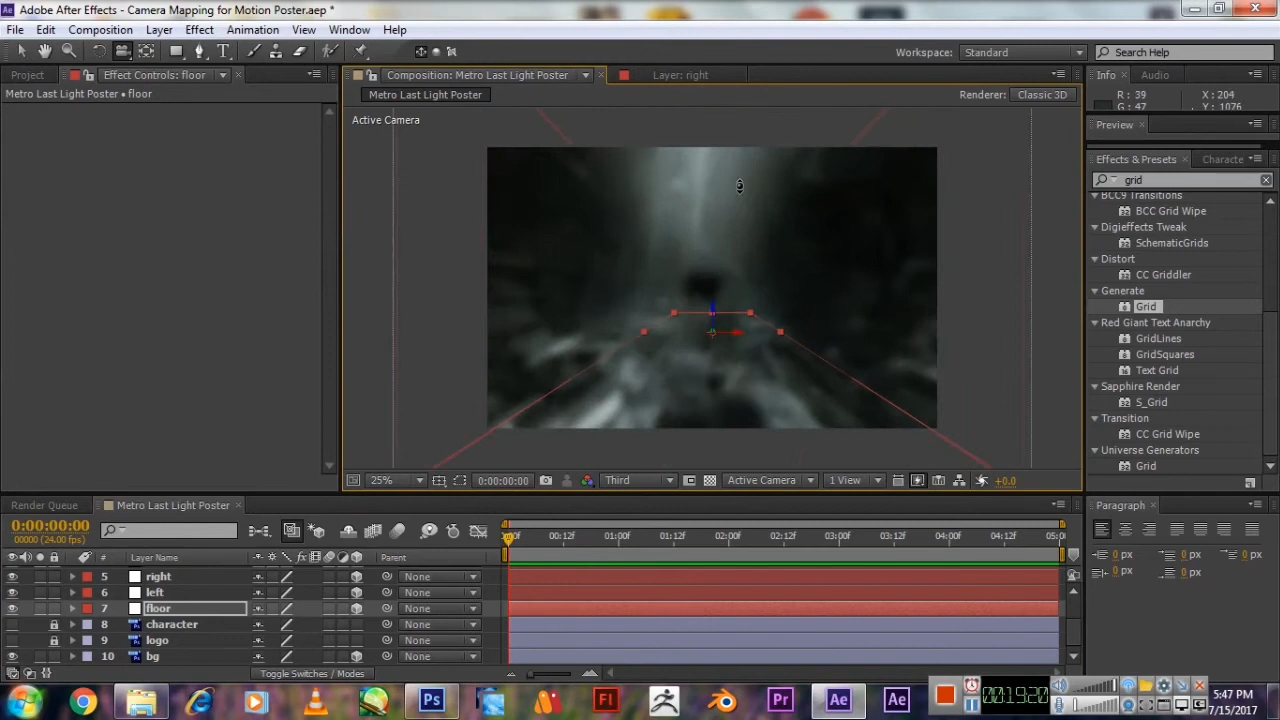 Adobe After Effects - Camera Mapping for Motion Poster.aep *
File Edit Composition Layer Effect Animation View Window Help
Workspace: Standard Search Help
Project Effect Controls: floor Composition: Metro Last Light Poster Layer: right Info Audio
Metro Last Light Poster • floor
Metro Last Light Poster Renderer: Classic 3D
R : 39 X : 204
G : 47 Y : 1076
Active Camera
Preview
Effects & Presets Characte
grid
BCC9 Transitions
BCC Grid Wipe
Digieffects Tweak
SchematicGrids
Distort
CC Griddler
Generate
Grid
Red Giant Text Anarchy
GridLines
GridSquares
Text Grid
Sapphire Render
S_Grid
Transition
CC Grid Wipe
Universe Generators
Grid
25% 0:00:00:00 Third Active Camera 1 View +0.0
Render Queue Metro Last Light Poster Paragraph
0:00:00:00
00000 (24.00 fps)
00:12f 01:00f 01:12f 02:00f 02:12f 03:00f 03:12f 04:00f 04:12f 05:0
# Layer Name Parent
0 px 0 px 0 px
0 px 0 px
5 right None
6 left None
7 floor None
8 character None
9 logo None
10 bg None
Toggle Switches / Modes
Ps Fl Pr Ae Ae
00:19:20
5:47 PM
7/15/2017